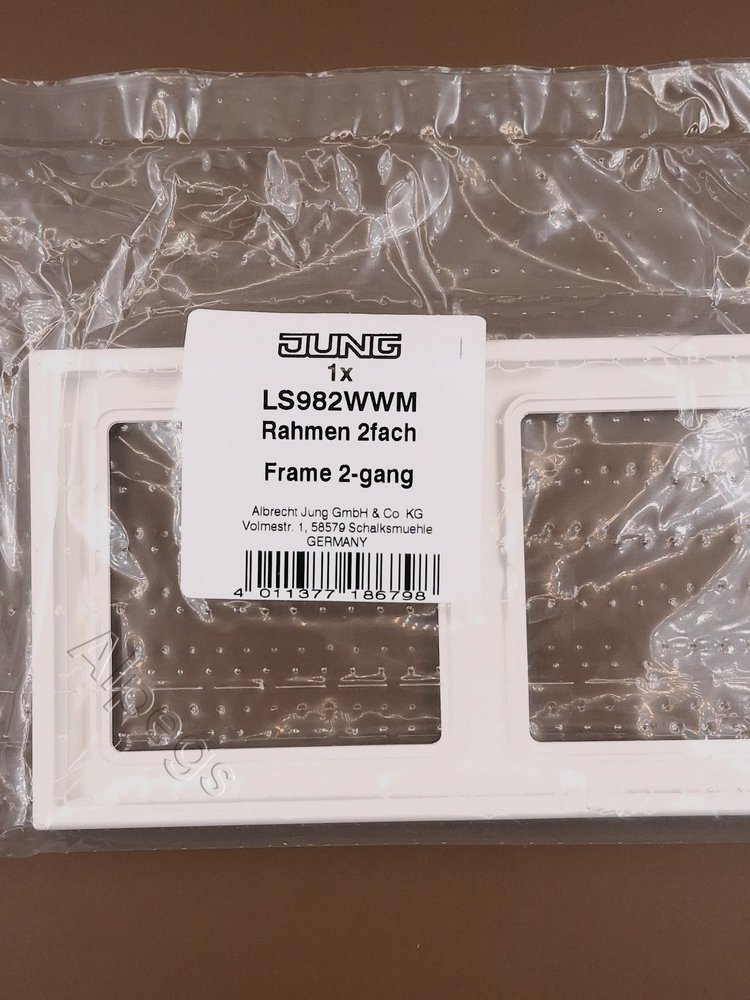 JUNG
1x
LS982WWM
Rahmen 2fach
Frame 2-gang
Albrecht Jung GmbH & Co. KG
Volmestr. 1, 58579 Schalksmuehle
GERMANY
4 011377 186798
Alpegs